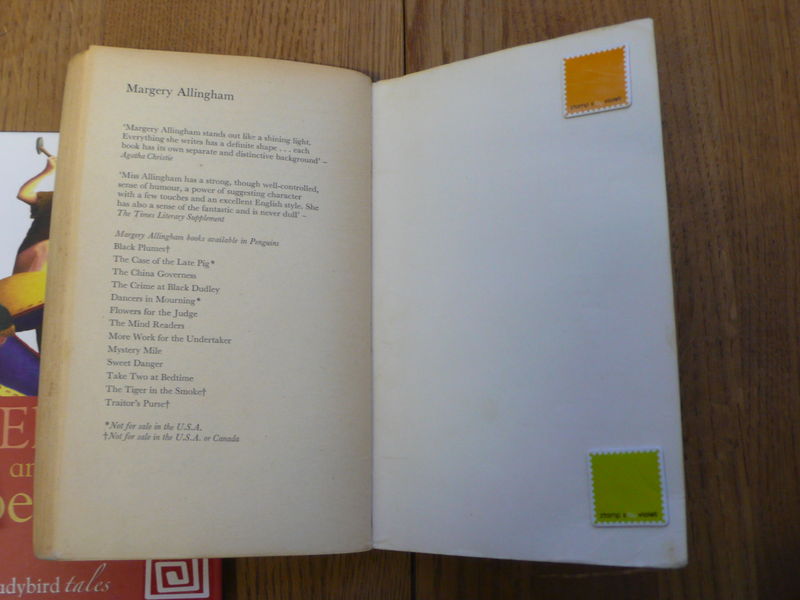 Margery Allingham
'Margery Allingham stands out like a shining light.
Everything she writes has a definite shape . . . each
book has its own separate and distinctive background' –
Agatha Christie
'Miss Allingham has a strong, though well-controlled,
sense of humour, a power of suggesting character
with a few touches and an excellent English style. She
has also a sense of the fantastic and is never dull' –
The Times Literary Supplement
Margery Allingham books available in Penguins
Black Plumes†
The Case of the Late Pig*
The China Governess
The Crime at Black Dudley
Dancers in Mourning*
Flowers for the Judge
The Mind Readers
More Work for the Undertaker
Mystery Mile
Sweet Danger
Take Two at Bedtime
The Tiger in the Smoke†
Traitor's Purse†
*Not for sale in the U.S.A.
†Not for sale in the U.S.A. or Canada
stamp violet
stamp violet
an
adybird tales